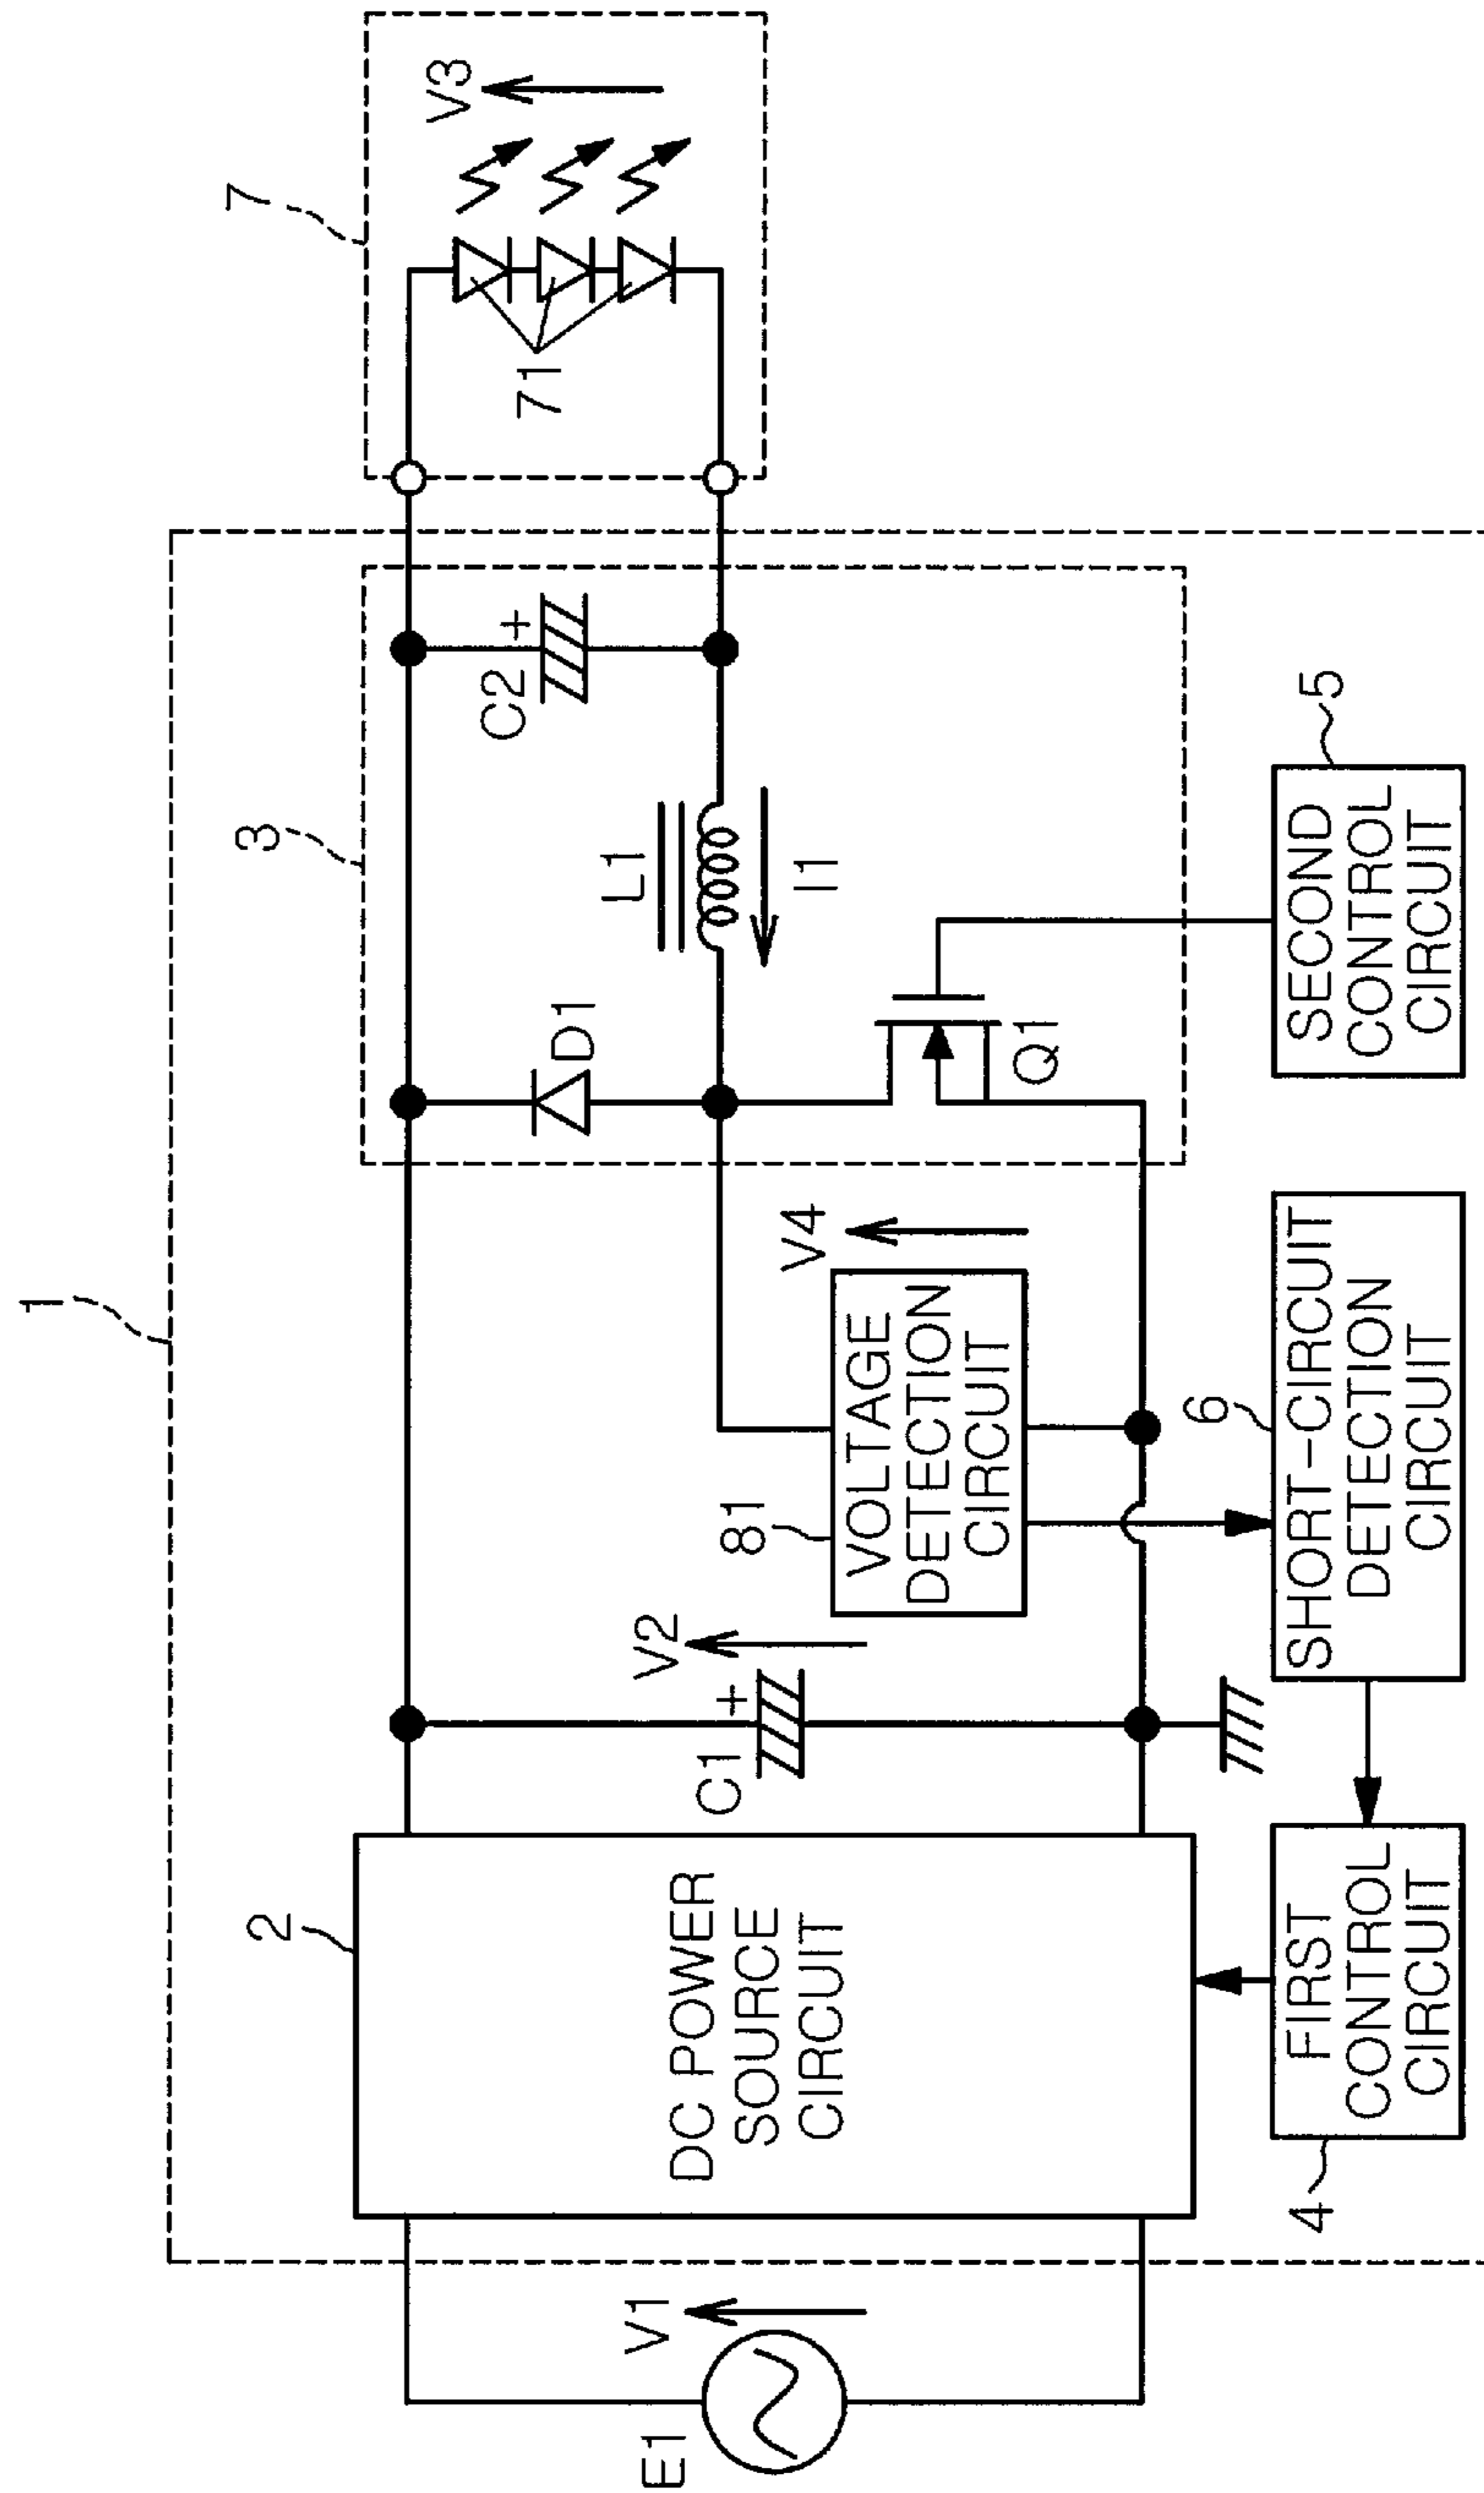 1
2
3
7
E1
V1
DC POWER
SOURCE
CIRCUIT
C1
+
V2
81
VOLTAGE
DETECTION
CIRCUIT
V4
D1
L1
I1
Q1
C2
+
71
V3
4
FIRST
CONTROL
CIRCUIT
6
SHORT-CIRCUIT
DETECTION
CIRCUIT
5
SECOND
CONTROL
CIRCUIT